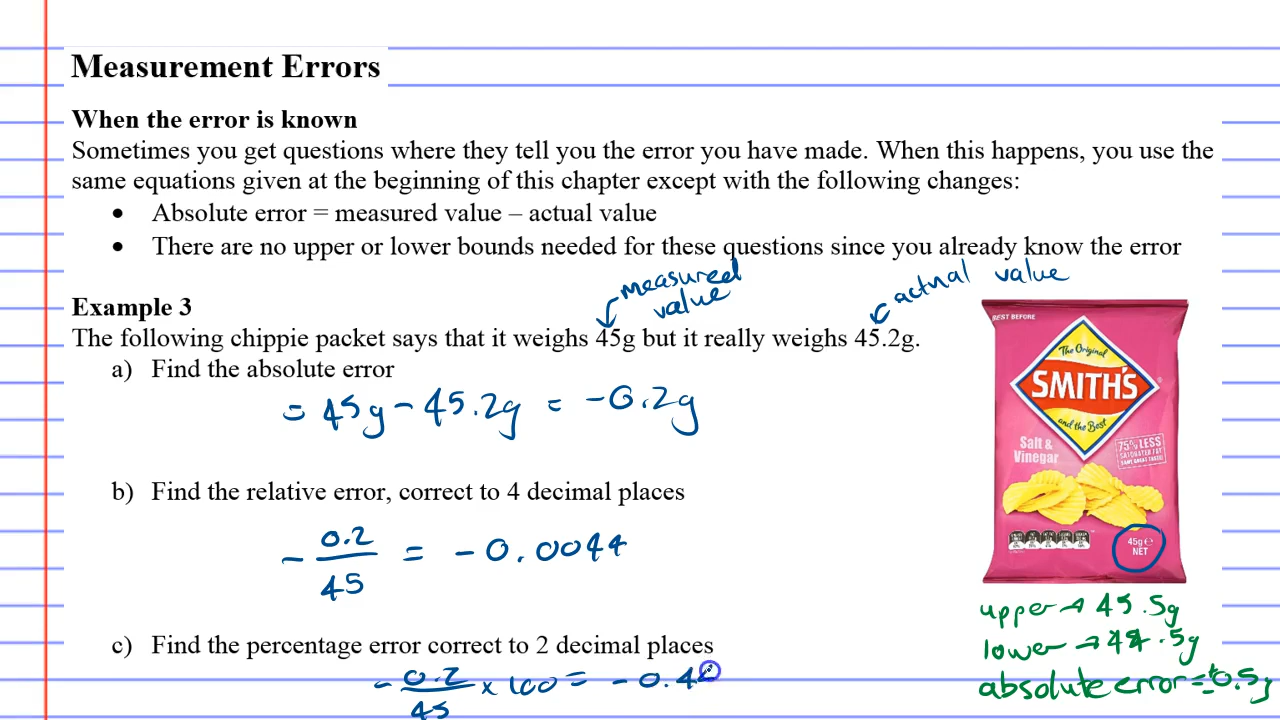 Measurement Errors
When the error is known
Sometimes you get questions where they tell you the error you have made. When this happens, you use the
same equations given at the beginning of this chapter except with the following changes:
• Absolute error = measured value – actual value
• There are no upper or lower bounds needed for these questions since you already know the error
measured
value
actual value
Example 3
The following chippie packet says that it weighs 45g but it really weighs 45.2g.
a) Find the absolute error
= 45g - 45.2g = -0.2g
b) Find the relative error, correct to 4 decimal places
- 0.2
45
= -0.0044
c) Find the percentage error correct to 2 decimal places
- 0.2
45
× 100 = -0.4
BEST BEFORE
The Original
SMITH'S
and the Best
Salt &
Vinegar
75% LESS
SATURATED FAT
45g e
NET
upper → 45.5g
lower → 44.5g
absolute error = ±0.5g